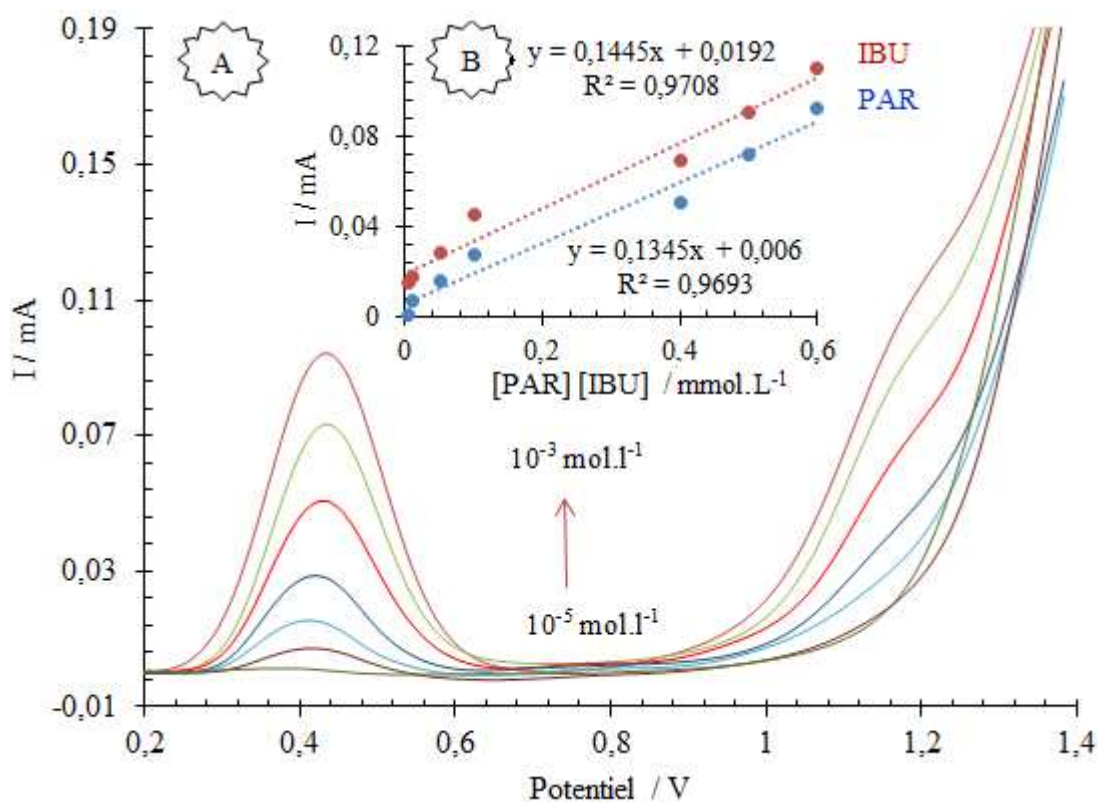 0,19
0,15
0,11
0,07
0,03
-0,01
I / mA
A
B
0,12
0,08
0,04
0
I / mA
y = 0,1445x + 0,0192
R² = 0,9708
IBU
PAR
y = 0,1345x + 0,006
R² = 0,9693
0
0,2
0,4
0,6
[PAR] [IBU] / mmol.L⁻¹
10⁻³ mol.l⁻¹
10⁻⁵ mol.l⁻¹
0,2
0,4
0,6
0,8
1
1,2
1,4
Potentiel / V